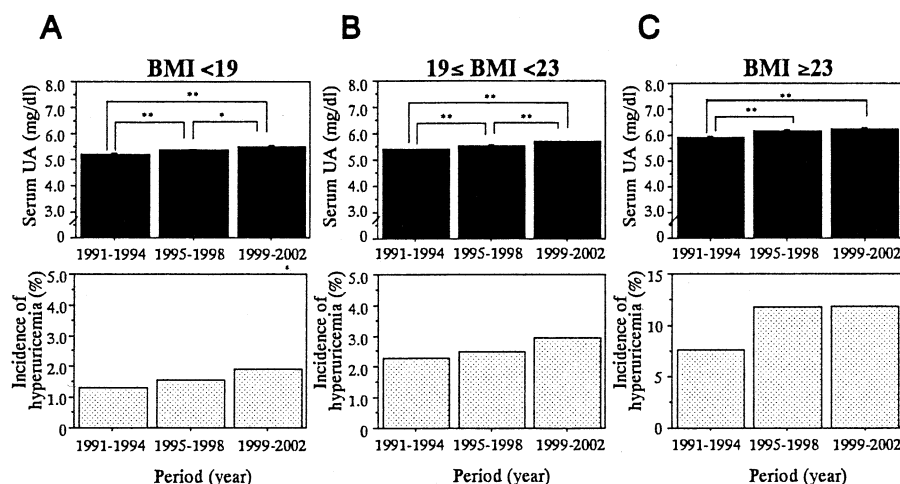 A
B
C
BMI <19
19≤ BMI <23
BMI ≥23
Serum UA (mg/dl)
8.0
7.0
6.0
5.0
4.0
3.0
0
**
**
*
1991-1994 1995-1998 1999-2002
Serum UA (mg/dl)
8.0
7.0
6.0
5.0
4.0
3.0
0
**
**
**
1991-1994 1995-1998 1999-2002
Serum UA (mg/dl)
8.0
7.0
6.0
5.0
4.0
3.0
0
**
**
1991-1994 1995-1998 1999-2002
Incidence of
hyperuricemia (%)
5.0
4.0
3.0
2.0
1.0
0
1991-1994 1995-1998 1999-2002
Period (year)
Incidence of
hyperuricemia (%)
5.0
4.0
3.0
2.0
1.0
0
1991-1994 1995-1998 1999-2002
Period (year)
Incidence of
hyperuricemia (%)
15
10
5
0
1991-1994 1995-1998 1999-2002
Period (year)